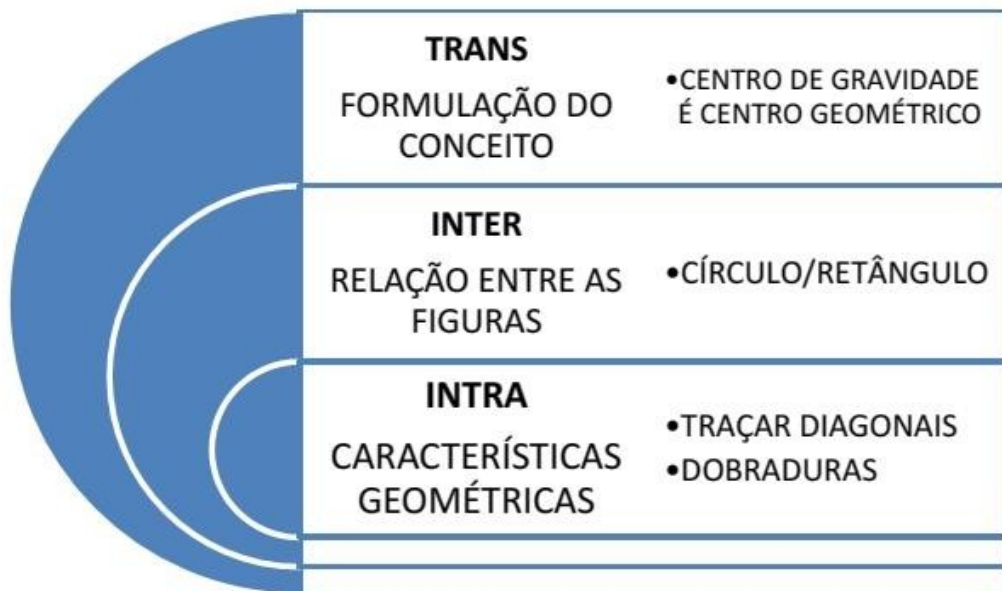 TRANS
FORMULAÇÃO DO
CONCEITO
•CENTRO DE GRAVIDADE
É CENTRO GEOMÉTRICO
INTER
RELAÇÃO ENTRE AS
FIGURAS
•CÍRCULO/RETÂNGULO
INTRA
CARACTERÍSTICAS
GEOMÉTRICAS
•TRAÇAR DIAGONAIS
•DOBRADURAS